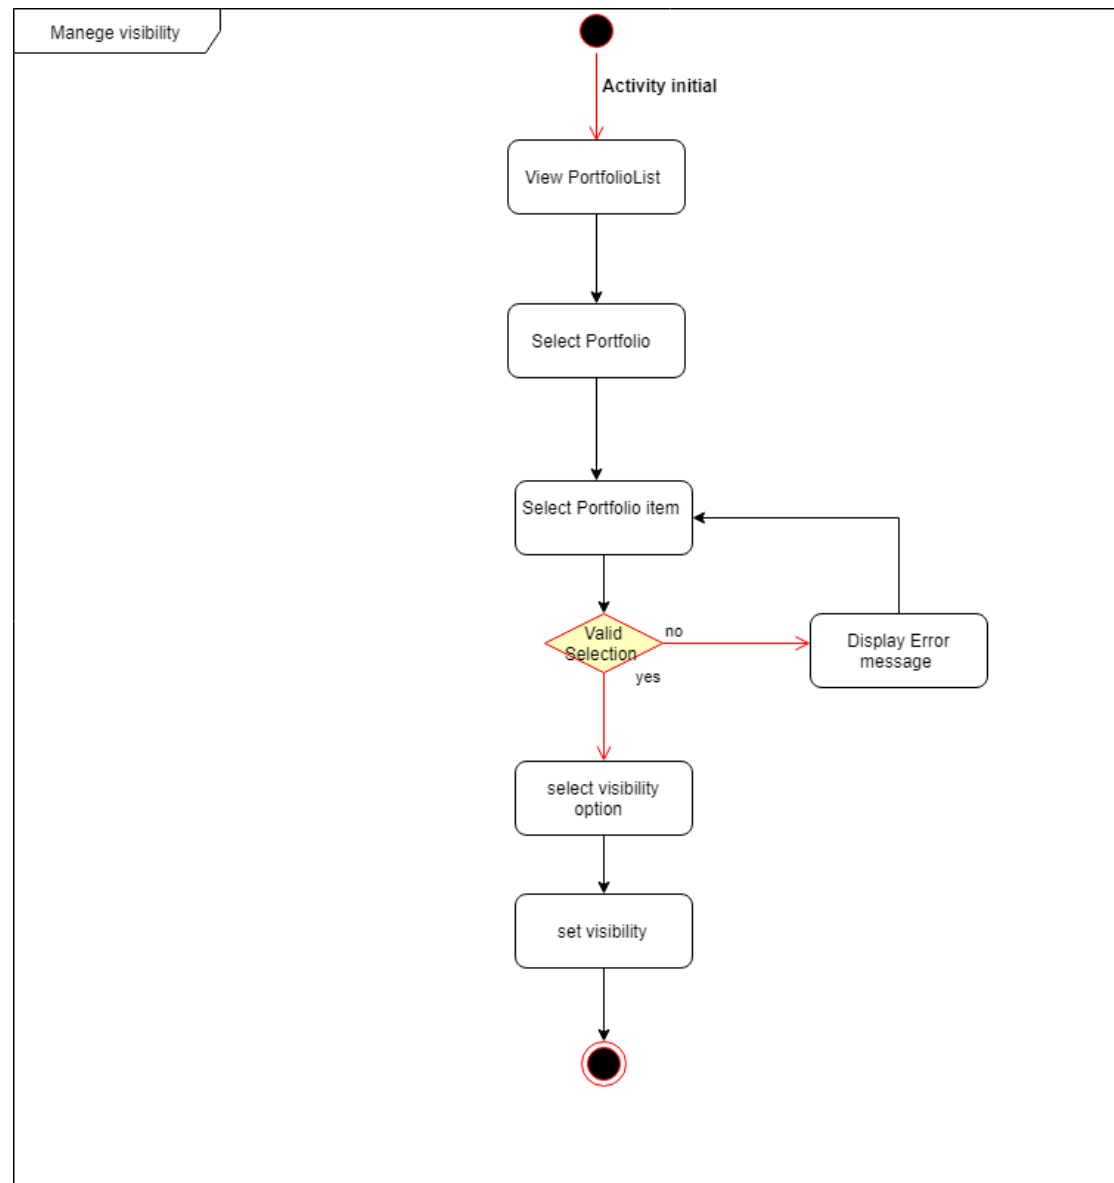 Manege visibility
Activity initial
View PortfolioList
Select Portfolio
Select Portfolio item
Valid
Selection
no
yes
Display Error
message
select visibility
option
set visibility